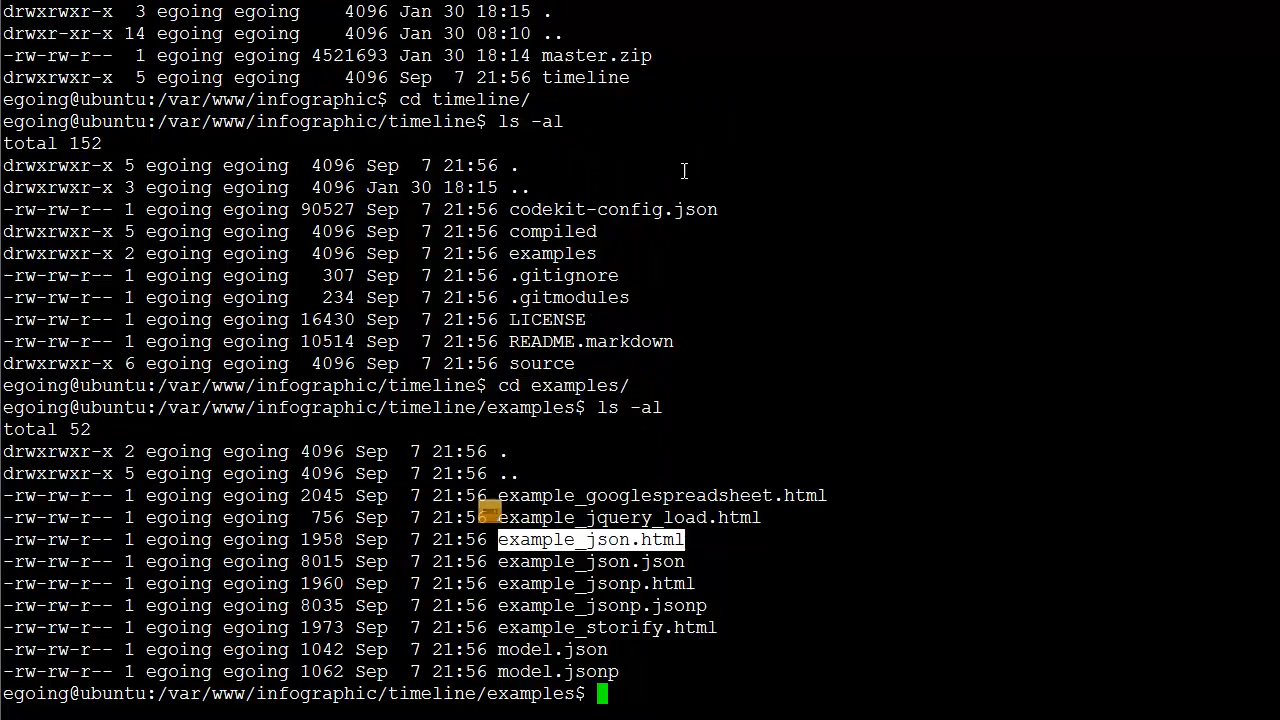 drwxrwxr-x  3 egoing egoing    4096 Jan 30 18:15 .
drwxr-xr-x 14 egoing egoing    4096 Jan 30 08:10 ..
-rw-rw-r--  1 egoing egoing 4521693 Jan 30 18:14 master.zip
drwxrwxr-x  5 egoing egoing    4096 Sep  7 21:56 timeline
egoing@ubuntu:/var/www/infographic$ cd timeline/
egoing@ubuntu:/var/www/infographic/timeline$ ls -al
total 152
drwxrwxr-x 5 egoing egoing  4096 Sep  7 21:56 .
drwxrwxr-x 3 egoing egoing  4096 Jan 30 18:15 ..
-rw-rw-r-- 1 egoing egoing 90527 Sep  7 21:56 codekit-config.json
drwxrwxr-x 5 egoing egoing  4096 Sep  7 21:56 compiled
drwxrwxr-x 2 egoing egoing  4096 Sep  7 21:56 examples
-rw-rw-r-- 1 egoing egoing   307 Sep  7 21:56 .gitignore
-rw-rw-r-- 1 egoing egoing   234 Sep  7 21:56 .gitmodules
-rw-rw-r-- 1 egoing egoing 16430 Sep  7 21:56 LICENSE
-rw-rw-r-- 1 egoing egoing 10514 Sep  7 21:56 README.markdown
drwxrwxr-x 6 egoing egoing  4096 Sep  7 21:56 source
egoing@ubuntu:/var/www/infographic/timeline$ cd examples/
egoing@ubuntu:/var/www/infographic/timeline/examples$ ls -al
total 52
drwxrwxr-x 2 egoing egoing 4096 Sep  7 21:56 .
drwxrwxr-x 5 egoing egoing 4096 Sep  7 21:56 ..
-rw-rw-r-- 1 egoing egoing 2045 Sep  7 21:56 example_googlespreadsheet.html
-rw-rw-r-- 1 egoing egoing  756 Sep  7 21:56 example_jquery_load.html
-rw-rw-r-- 1 egoing egoing 1958 Sep  7 21:56 example_json.html
-rw-rw-r-- 1 egoing egoing 8015 Sep  7 21:56 example_json.json
-rw-rw-r-- 1 egoing egoing 1960 Sep  7 21:56 example_jsonp.html
-rw-rw-r-- 1 egoing egoing 8035 Sep  7 21:56 example_jsonp.jsonp
-rw-rw-r-- 1 egoing egoing 1973 Sep  7 21:56 example_storify.html
-rw-rw-r-- 1 egoing egoing 1042 Sep  7 21:56 model.json
-rw-rw-r-- 1 egoing egoing 1062 Sep  7 21:56 model.jsonp
egoing@ubuntu:/var/www/infographic/timeline/examples$